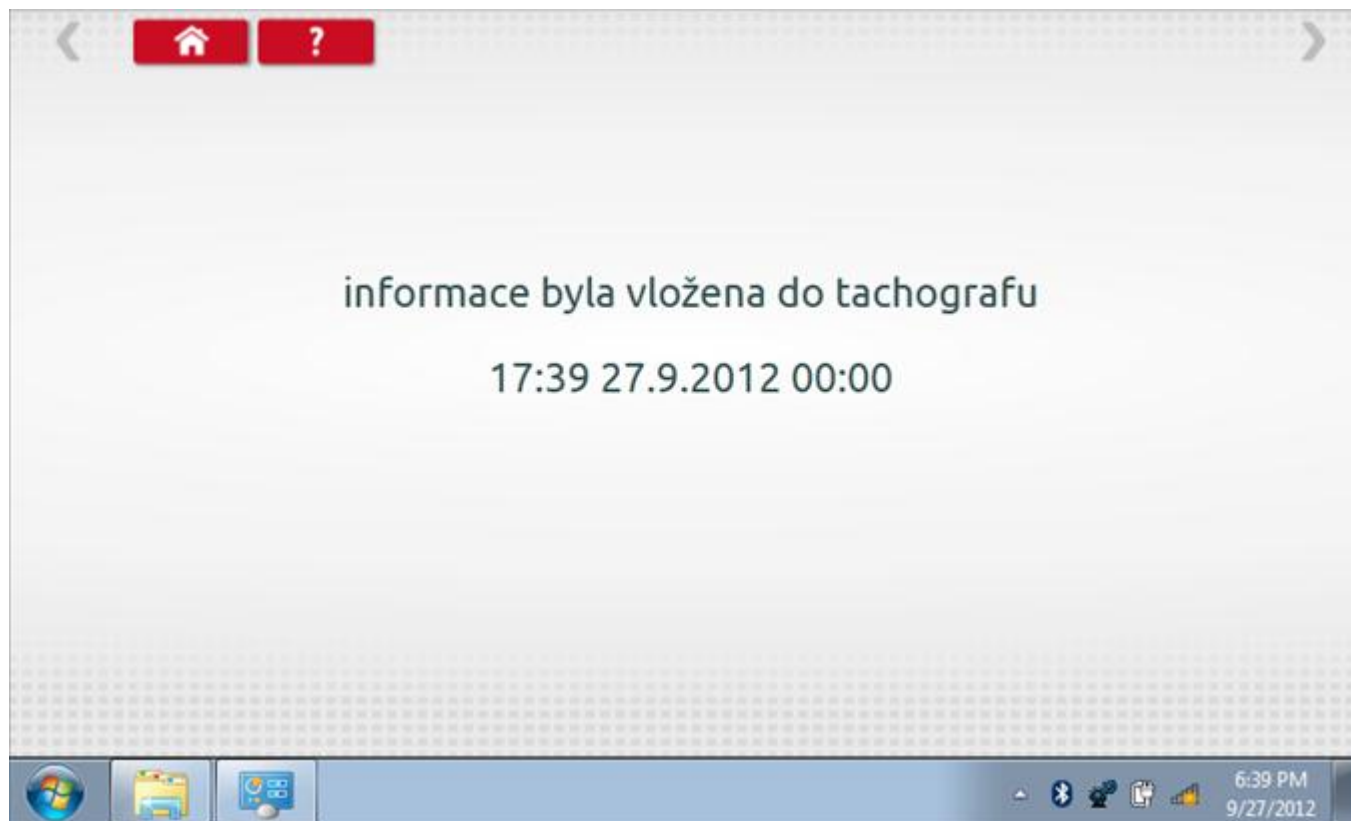 ?
informace byla vložena do tachografu
17:39 27.9.2012 00:00
6:39 PM
9/27/2012